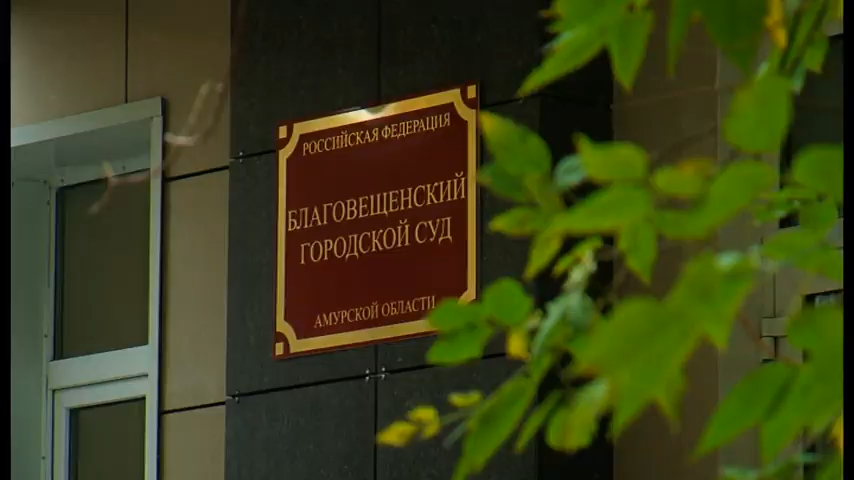 РОССИЙСКАЯ ФЕДЕРАЦИЯ
БЛАГОВЕЩЕНСКИЙ
ГОРОДСКОЙ СУД
АМУРСКОЙ ОБЛАСТИ